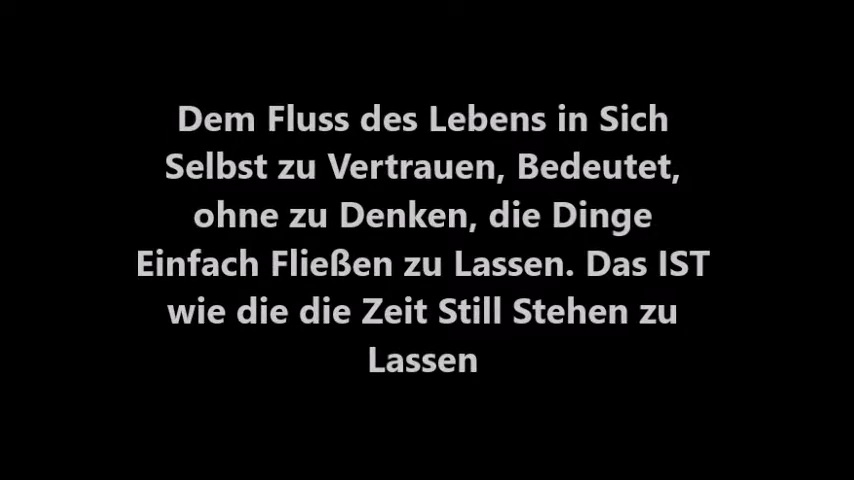 Dem Fluss des Lebens in Sich
Selbst zu Vertrauen, Bedeutet,
ohne zu Denken, die Dinge
Einfach Fließen zu Lassen. Das IST
wie die die Zeit Still Stehen zu
Lassen